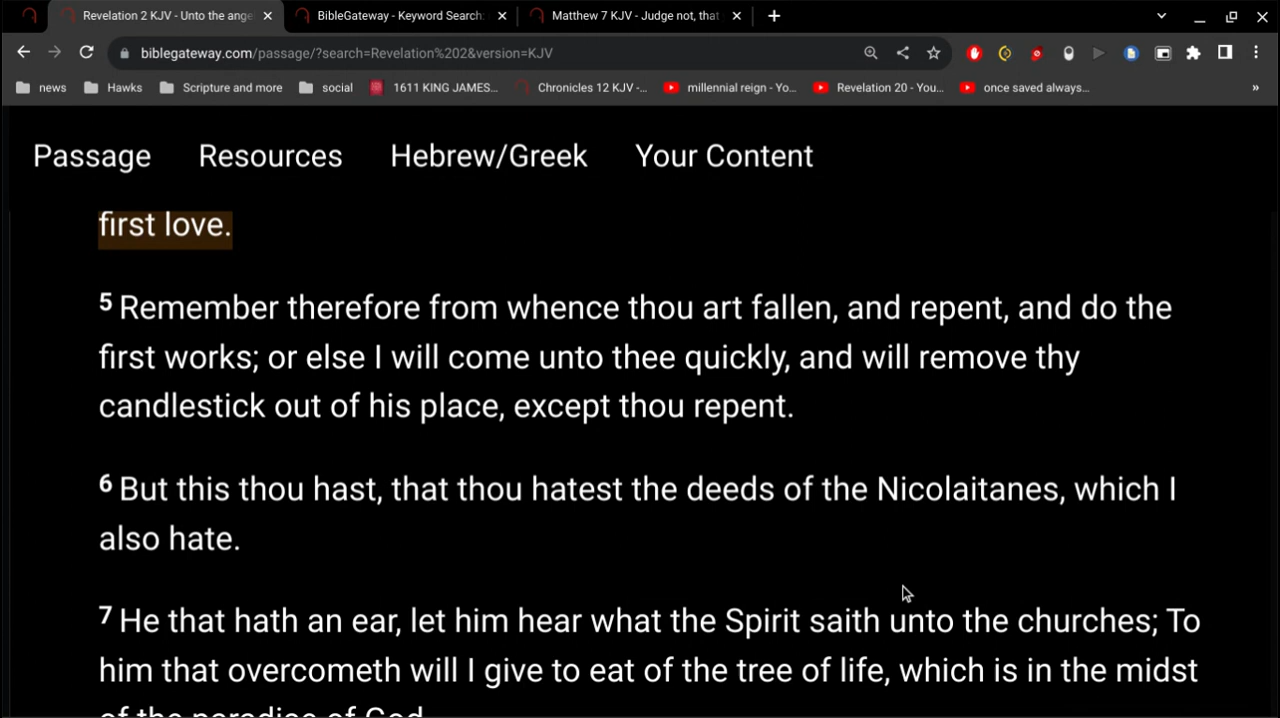 Revelation 2 KJV - Unto the ange
BibleGateway - Keyword Search:
Matthew 7 KJV - Judge not, that
biblegateway.com/passage/?search=Revelation%202&version=KJV
news
Hawks
Scripture and more
social
1611 KING JAMES...
Chronicles 12 KJV -...
millennial reign - Yo...
Revelation 20 - You...
once saved always...
»
Passage Resources Hebrew/Greek Your Content
first love.
5 Remember therefore from whence thou art fallen, and repent, and do the
first works; or else I will come unto thee quickly, and will remove thy
candlestick out of his place, except thou repent.
6 But this thou hast, that thou hatest the deeds of the Nicolaitanes, which I
also hate.
7 He that hath an ear, let him hear what the Spirit saith unto the churches; To
him that overcometh will I give to eat of the tree of life, which is in the midst
of the paradise of God.